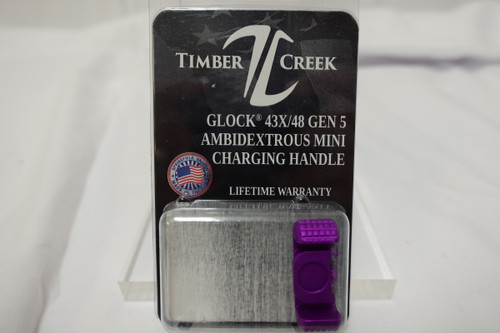 TIMBER CREEK
GLOCK® 43X/48 GEN 5
AMBIDEXTROUS MINI
CHARGING HANDLE
LIFETIME WARRANTY